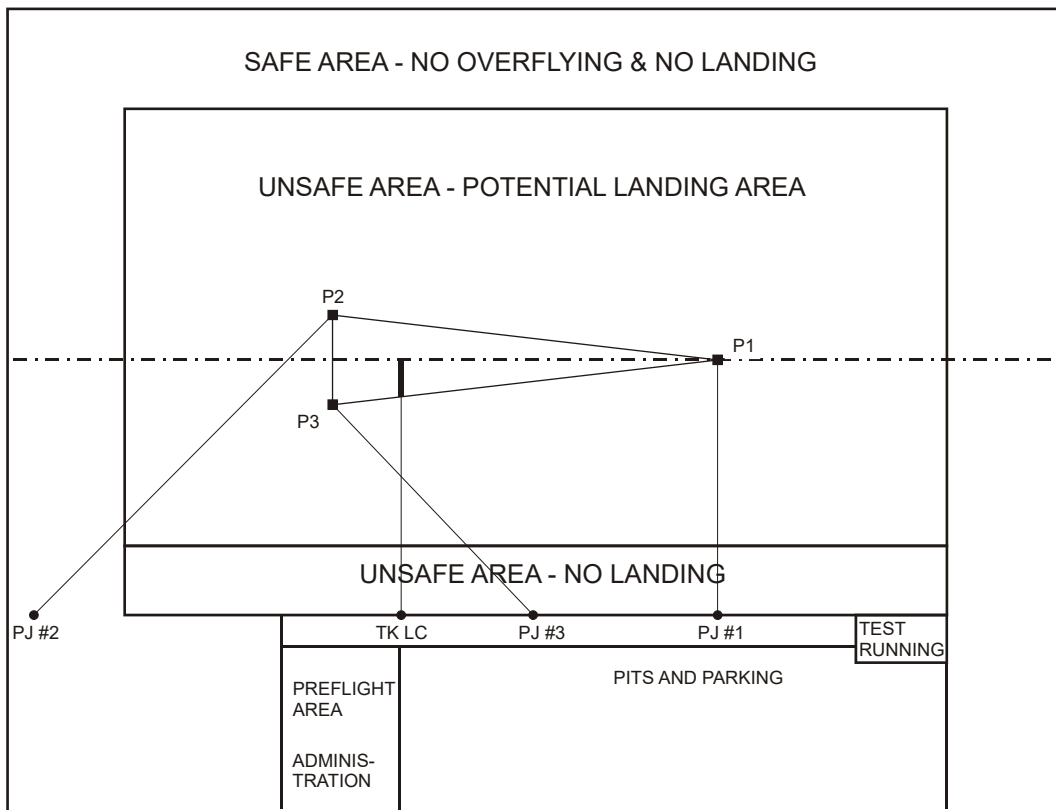 SAFE AREA - NO OVERFLYING & NO LANDING
UNSAFE AREA - POTENTIAL LANDING AREA
P2
P1
P3
UNSAFE AREA - NO LANDING
PJ #2
TK LC
PJ #3
PJ #1
TEST
RUNNING
PITS AND PARKING
PREFLIGHT
AREA
ADMINIS-
TRATION